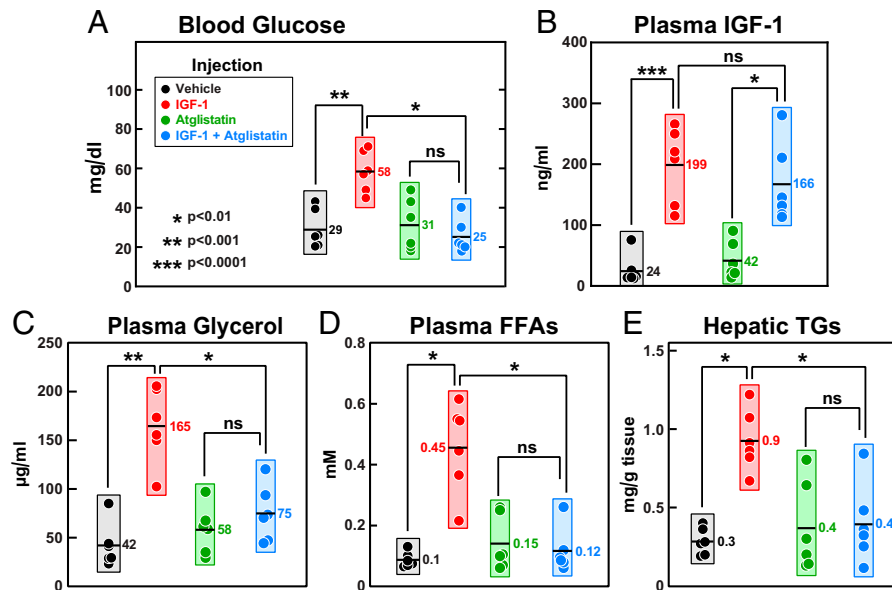 A Blood Glucose
mg/dl
100
80
60
40
20
0
Injection
Vehicle
IGF-1
Atglistatin
IGF-1 + Atglistatin
* p<0.01
** p<0.001
*** p<0.0001
**
*
ns
29
58
31
25
B Plasma IGF-1
ng/ml
400
300
200
100
0
***
ns
*
24
199
42
166
C Plasma Glycerol
µg/ml
250
200
150
100
50
0
**
*
ns
42
165
58
75
D Plasma FFAs
mM
0.8
0.6
0.4
0.2
0
*
*
ns
0.1
0.45
0.15
0.12
E Hepatic TGs
mg/g tissue
1.5
1.0
0.5
0.0
*
*
ns
0.3
0.9
0.4
0.4